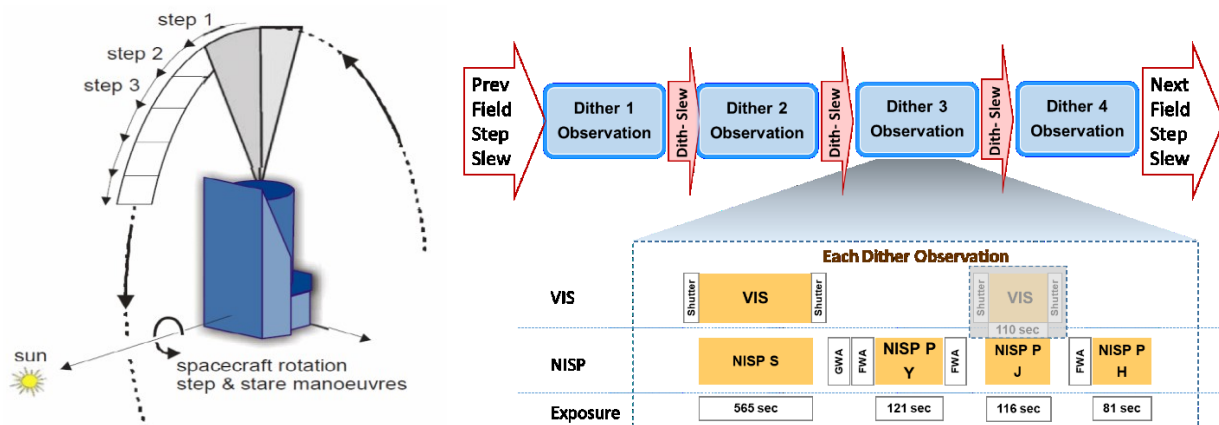 step 1
step 2
step 3
sun
spacecraft rotation
step & stare manoeuvres
Prev
Field
Step
Slew
Dither 1
Observation
Dith- Slew
Dither 2
Observation
Dith- Slew
Dither 3
Observation
Dith- Slew
Dither 4
Observation
Next
Field
Step
Slew
Each Dither Observation
VIS
Shutter
VIS
Shutter
Shutter
VIS
Shutter
110 sec
NISP
NISP S
GWA
FWA
NISP P
Y
FWA
NISP P
J
FWA
NISP P
H
Exposure
565 sec
121 sec
116 sec
81 sec